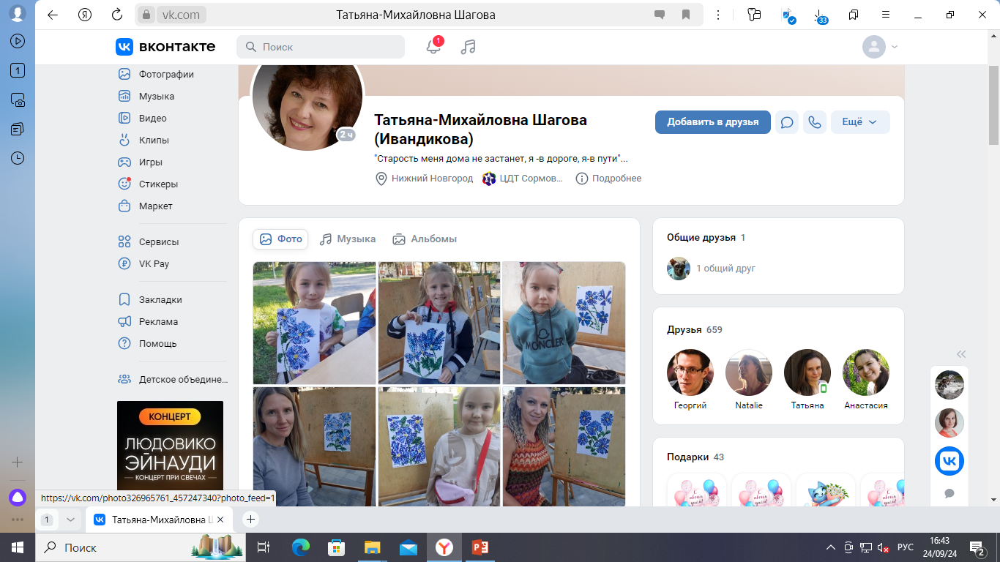 vk.com
Татьяна-Михайловна Шагова
33
1
вконтакте
Поиск
1
Фотографии
Музыка
Видео
Клипы
Игры
Стикеры
Маркет
Сервисы
VK Pay
Закладки
Реклама
Помощь
Детское объедине...
КОНЦЕРТ
ЛЮДОВИКО
ЭЙНАУДИ
КОНЦЕРТ ПРИ СВЕЧАХ
2 ч
Татьяна-Михайловна Шагова
(Ивандикова)
"Старость меня дома не застанет, я -в дороге, я-в пути"...
Нижний Новгород
ЦДТ Сормов...
Подробнее
Добавить в друзья
Ещё
Фото
Музыка
Альбомы
MONCLER
Общие друзья 1
1 общий друг
Друзья 659
Георгий
Natalie
Татьяна
Анастасия
Подарки 43
https://vk.com/photo326965761_457247340?photo_feed=1
1
Татьяна-Михайловна Ш
Поиск
РУС
16:43
24/09/24
2